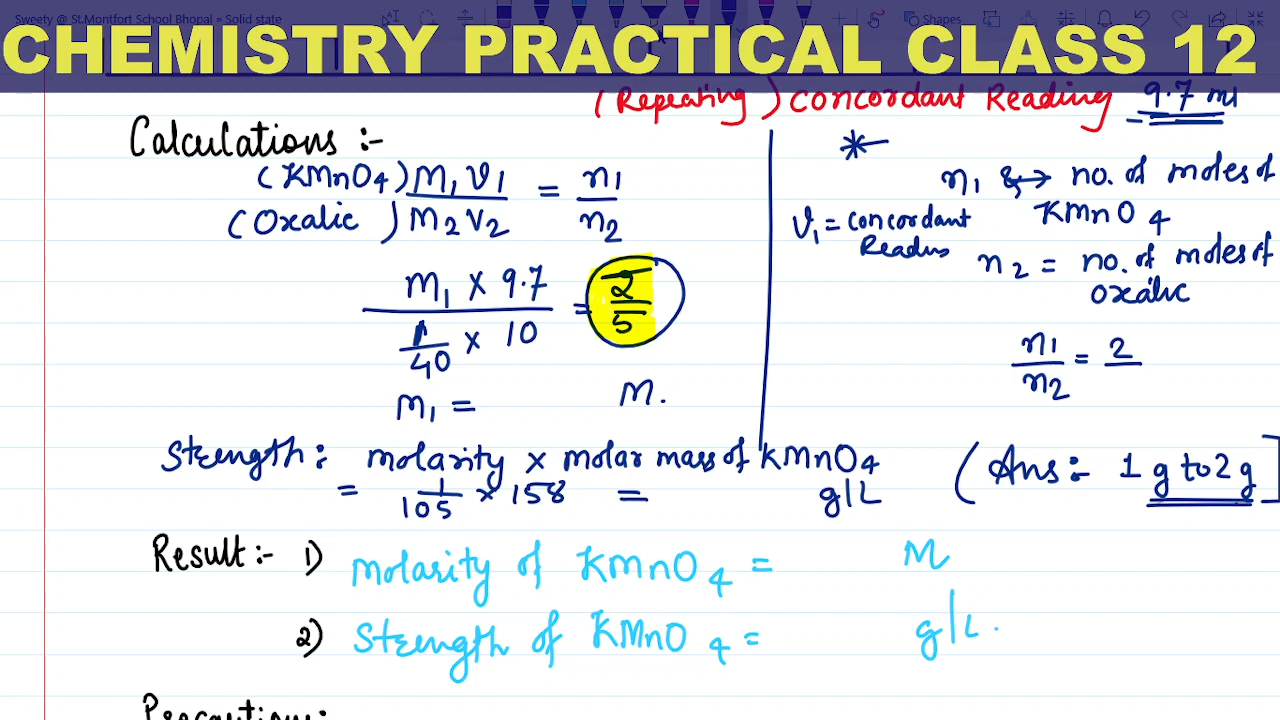 Sweety @ St.Montfort School Bhopal » Solid state
Shapes
CHEMISTRY PRACTICAL CLASS 12
(Repeating) Concordant Reading 9.7 ml
Calculations :-
(KMnO4) M1V1 / (Oxalic) M2V2 = n1/n2
M1 × 9.7 / 1/40 × 10 = 2/5
M1 = M.
*
n1 → no. of moles of
KMnO4
V1 = concordant
n2 = no. of moles of
oxalic
n1/n2 = 2
Strength :- molarity × molar mass of KMnO4
= 1/105 × 158 = g/L
(Ans :- 1 g to 2 g
Result :- 1) Molarity of KMnO4 = M
2) Strength of KMnO4 = g/L.